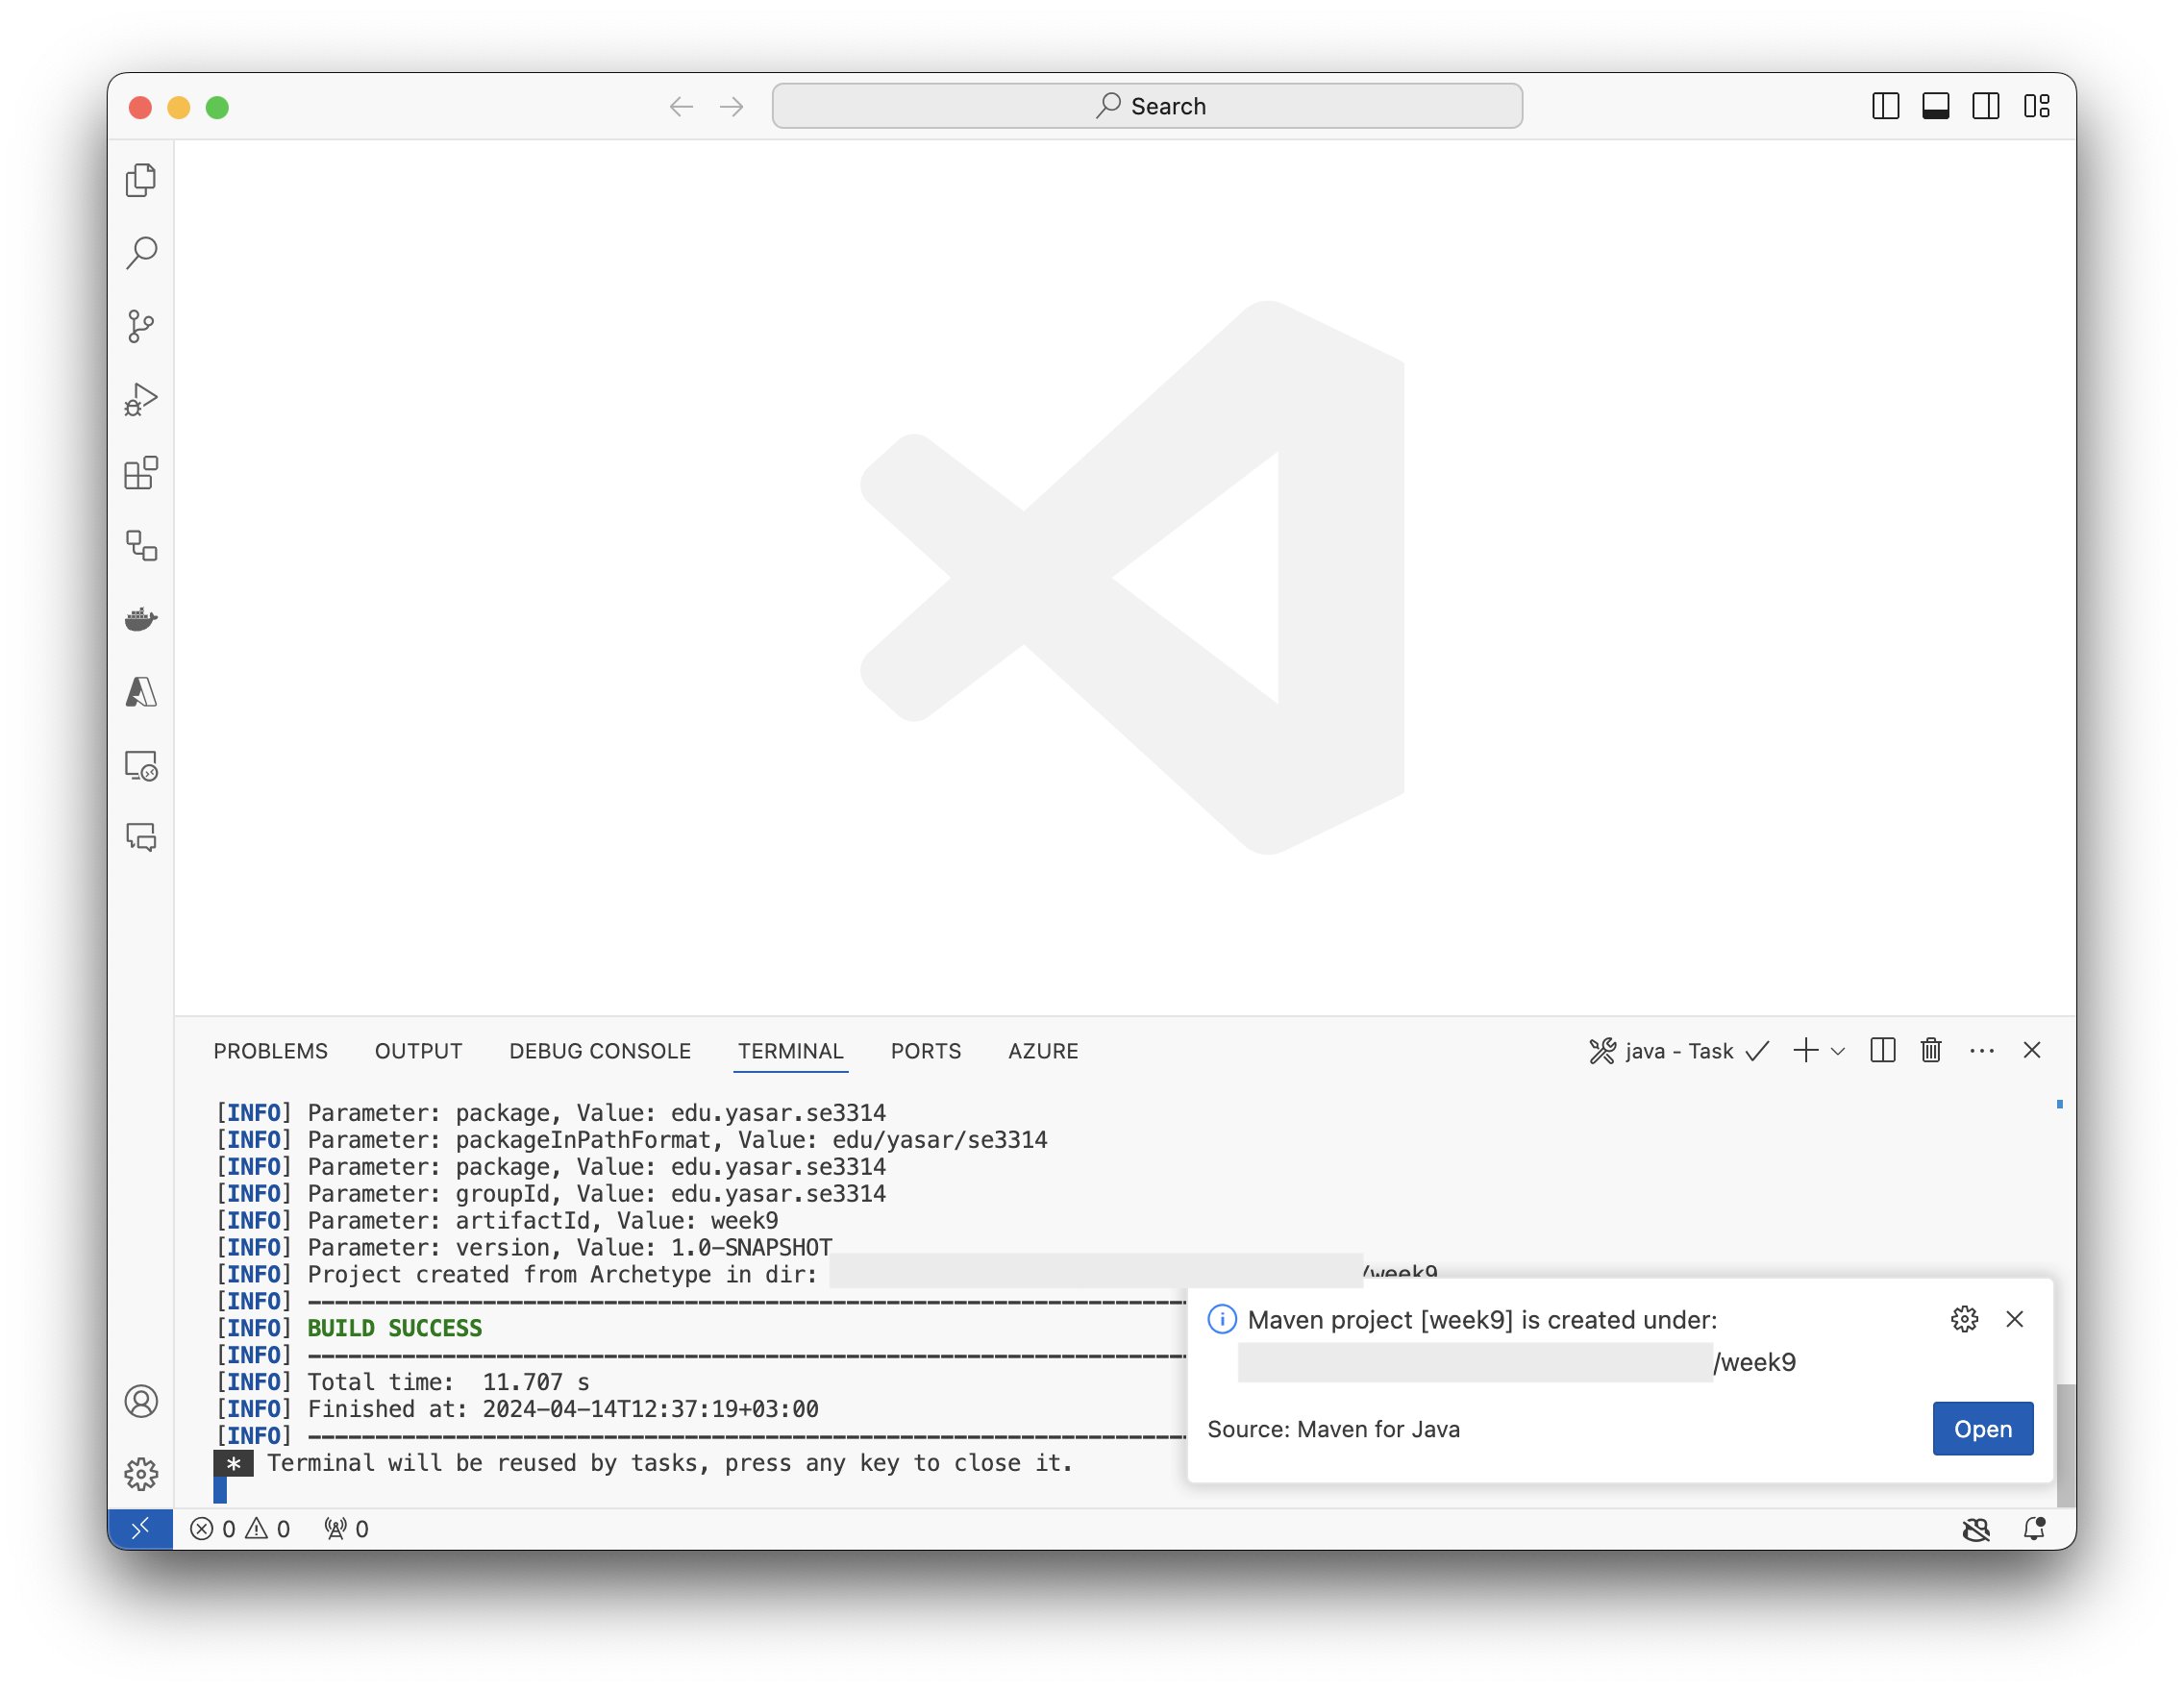 Search
PROBLEMS OUTPUT DEBUG CONSOLE TERMINAL PORTS AZURE java - Task
[INFO] Parameter: package, Value: edu.yasar.se3314
[INFO] Parameter: packageInPathFormat, Value: edu/yasar/se3314
[INFO] Parameter: package, Value: edu.yasar.se3314
[INFO] Parameter: groupId, Value: edu.yasar.se3314
[INFO] Parameter: artifactId, Value: week9
[INFO] Parameter: version, Value: 1.0-SNAPSHOT
[INFO] Project created from Archetype in dir: /week9
[INFO] ------------------------------------------------------------------
[INFO] BUILD SUCCESS
[INFO] ------------------------------------------------------------------
[INFO] Total time:  11.707 s
[INFO] Finished at: 2024-04-14T12:37:19+03:00
[INFO] ------------------------------------------------------------------
* Terminal will be reused by tasks, press any key to close it.
Maven project [week9] is created under:
/week9
Source: Maven for Java
Open
0 0 0